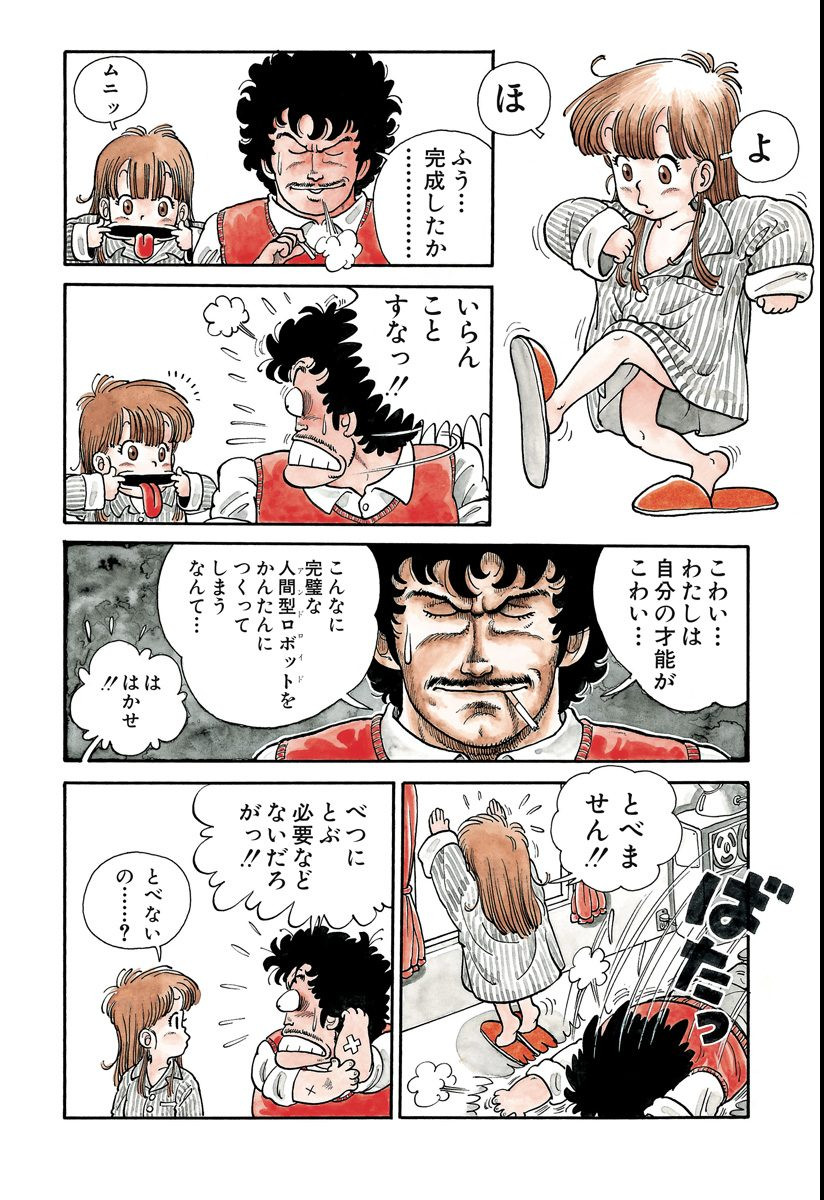 ほ
よ
ふう…
完成したか
…………
ムニッ
いらん
こと
すなっ!!
こわい…
わたしは
自分の才能が
こわい…
こんなに
完璧な
人間型ロボットを
アンドロイド
かんたんに
つくって
しまう
なんて…
は
はかせ
!!
とべま
せん!!
ばたっ
べつに
とぶ
必要など
ないだろ
がっ!!
とべない
の……?